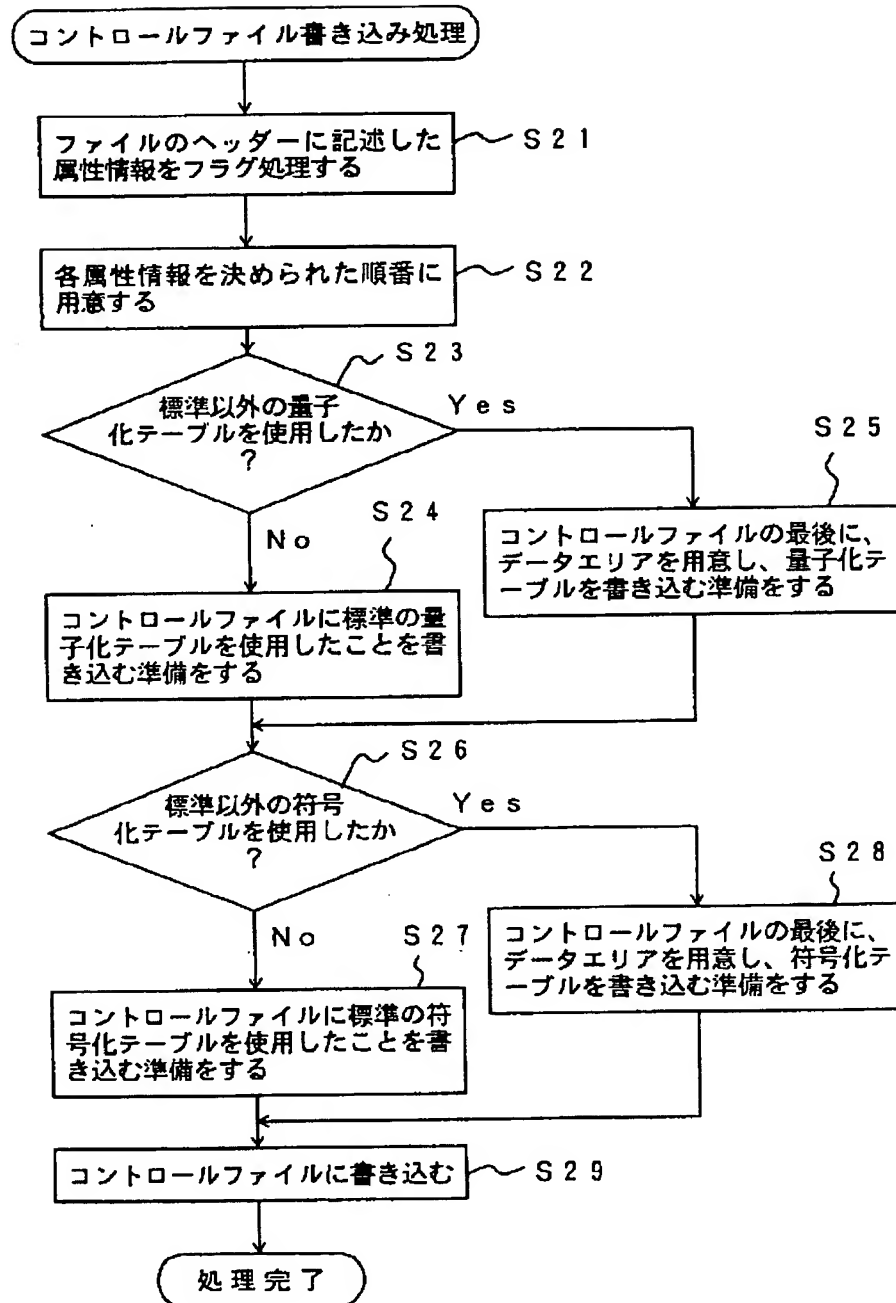 コントロールファイル書き込み処理
ファイルのヘッダーに記述した
属性情報をフラグ処理する
S21
各属性情報を決められた順番に
用意する
S22
S23
標準以外の量子
化テーブルを使用したか
?
Yes
No
S24
コントロールファイルに標準の量
子化テーブルを使用したことを書
き込む準備をする
S25
コントロールファイルの最後に、
データエリアを用意し、量子化テ
ーブルを書き込む準備をする
S26
標準以外の符号
化テーブルを使用したか
?
Yes
No
S27
コントロールファイルに標準の符
号化テーブルを使用したことを書
き込む準備をする
S28
コントロールファイルの最後に、
データエリアを用意し、符号化テ
ーブルを書き込む準備をする
コントロールファイルに書き込む
S29
処理完了